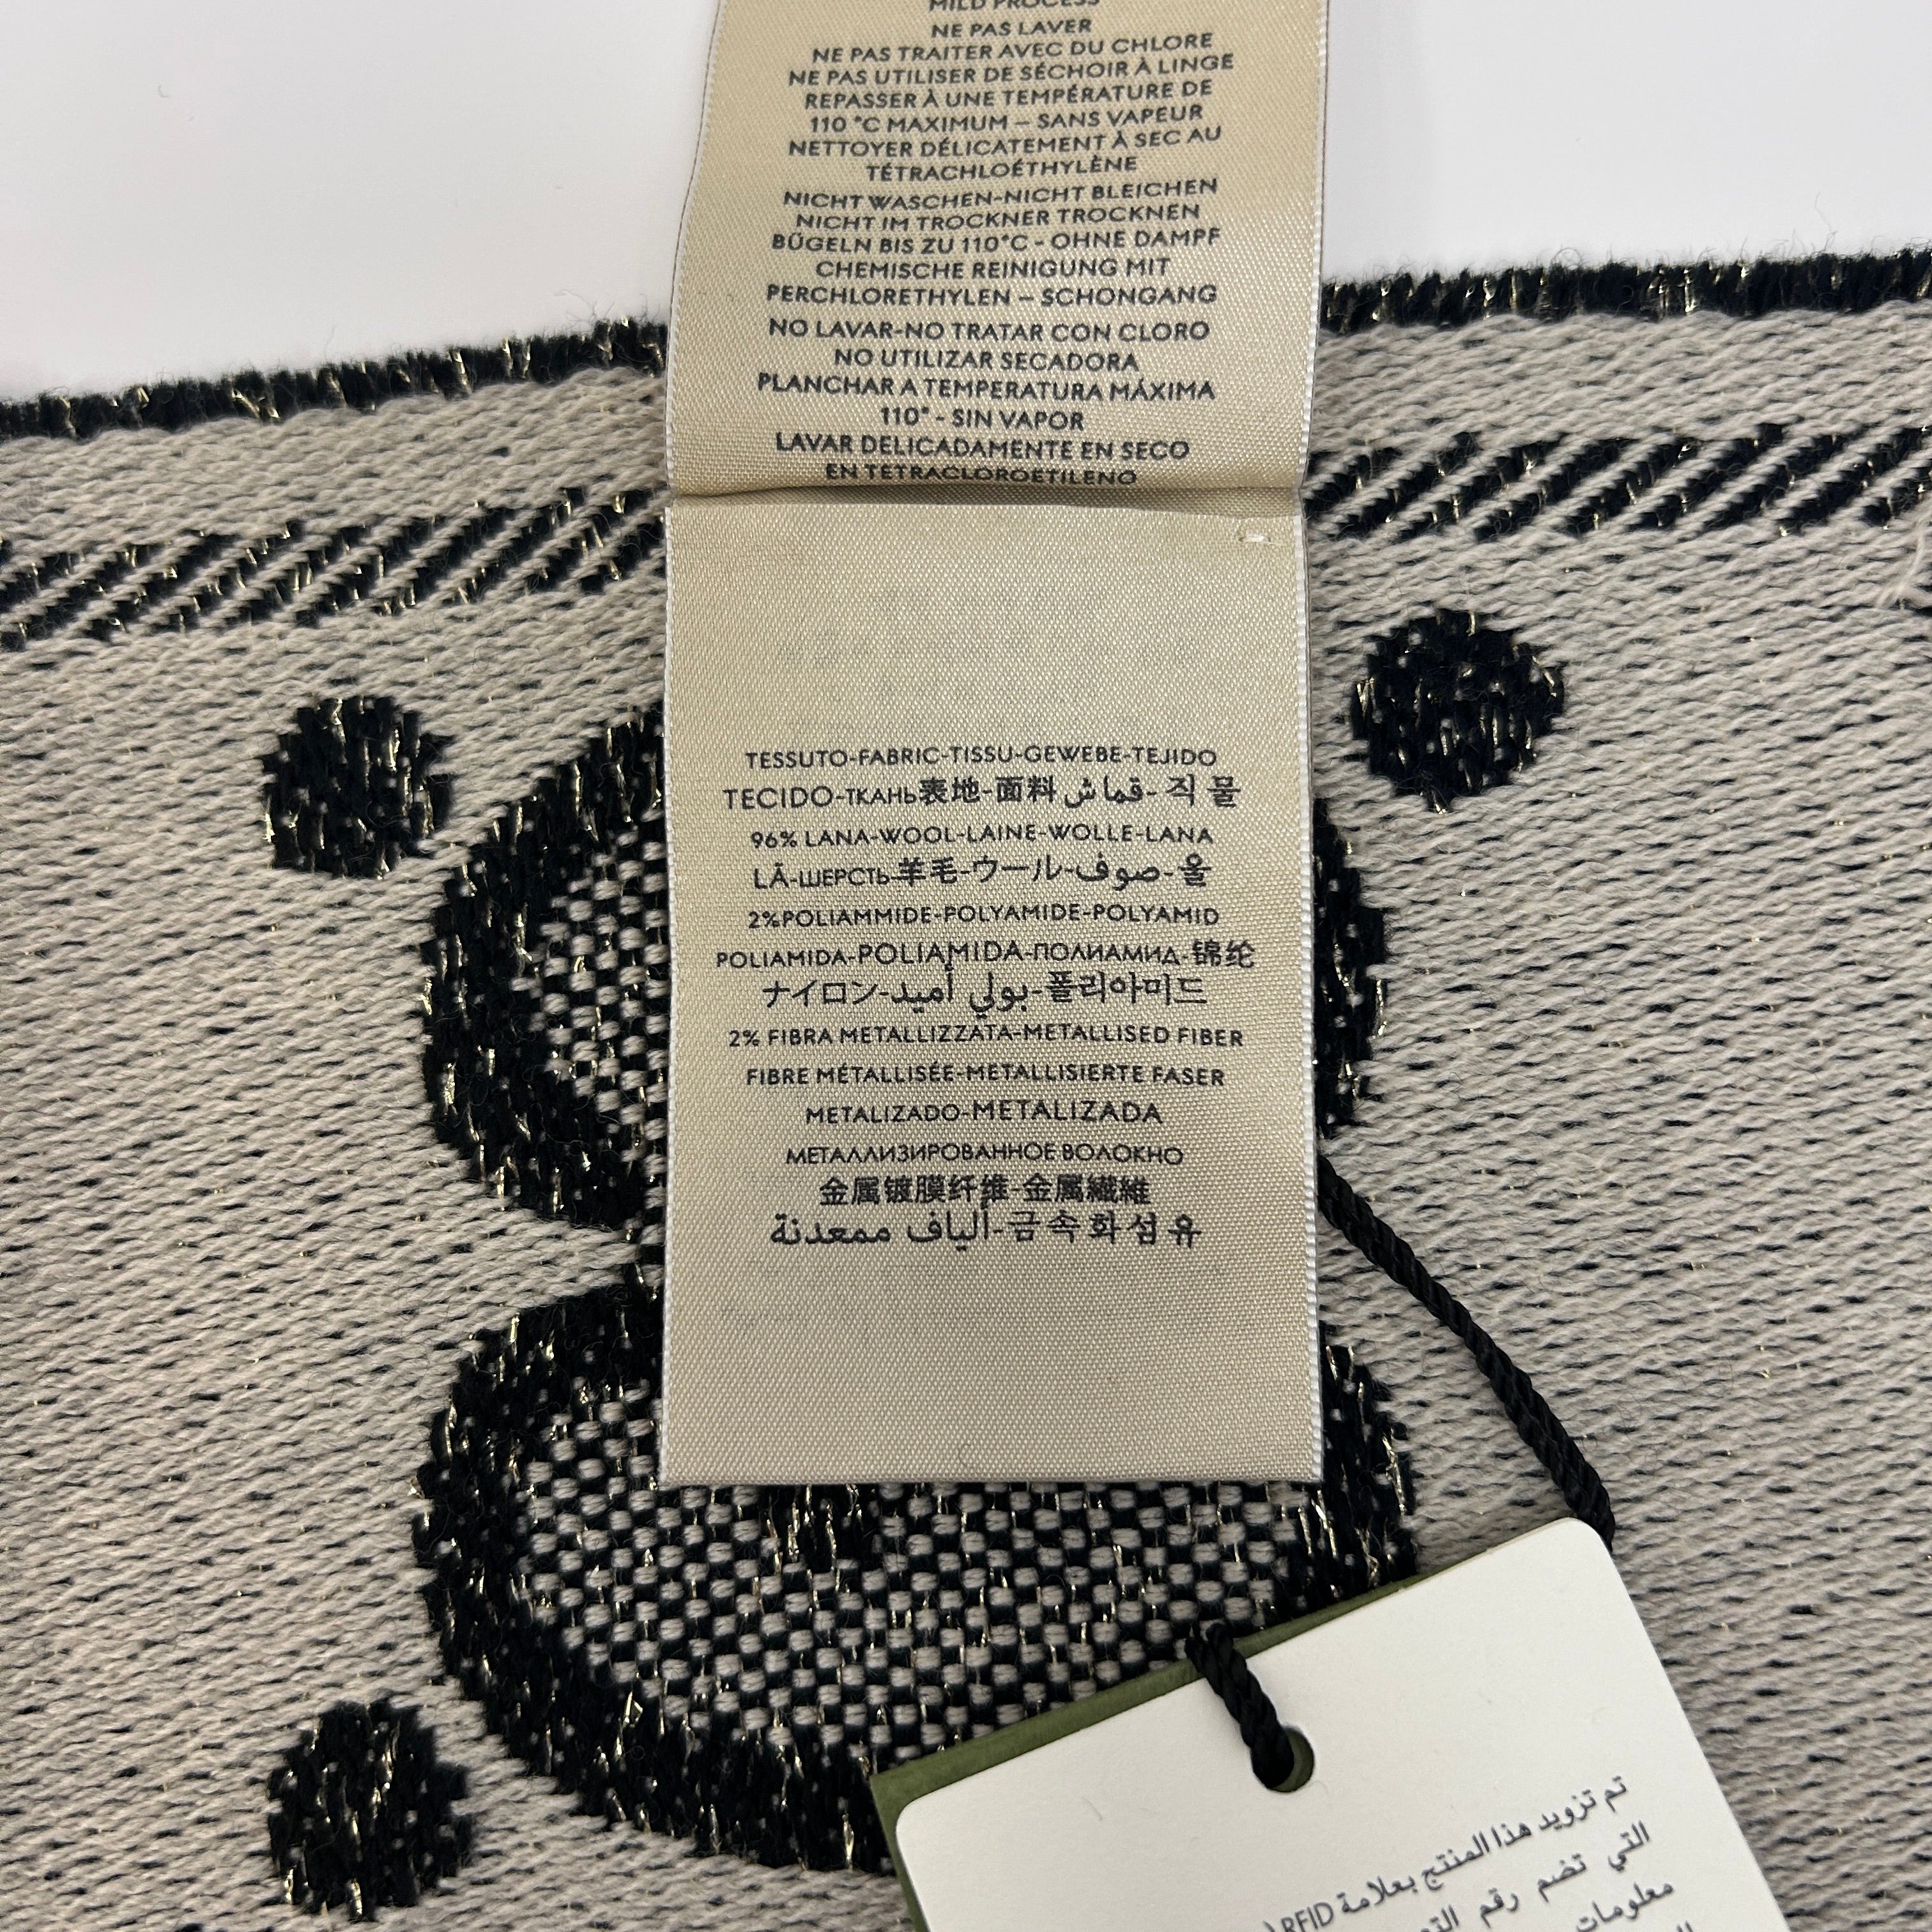 MILD PROCESS
NE PAS LAVER
NE PAS TRAITER AVEC DU CHLORE
NE PAS UTILISER DE SÉCHOIR À LINGE
REPASSER À UNE TEMPÉRATURE DE
110 °C MAXIMUM – SANS VAPEUR
NETTOYER DÉLICATEMENT À SEC AU
TÉTRACHLOÉTHYLÈNE
NICHT WASCHEN-NICHT BLEICHEN
NICHT IM TROCKNER TROCKNEN
BÜGELN BIS ZU 110°C - OHNE DAMPF
CHEMISCHE REINIGUNG MIT
PERCHLORETHYLEN – SCHONGANG
NO LAVAR-NO TRATAR CON CLORO
NO UTILIZAR SECADORA
PLANCHAR A TEMPERATURA MÁXIMA
110° - SIN VAPOR
LAVAR DELICADAMENTE EN SECO
EN TETRACLOROETILENO
TESSUTO-FABRIC-TISSU-GEWEBE-TEJIDO
TECIDO-ТКАНЬ表地-面料 قماش- 직물
96% LANA-WOOL-LAINE-WOLLE-LANA
LÃ-ШЕРСТЬ-羊毛-ウール-صوف-울
2%POLIAMMIDE-POLYAMIDE-POLYAMID
POLIAMIDA-POLIAMIDA-ПОЛИАМИД-锦纶
ナイロン-بولي أميد-폴리아미드
2% FIBRA METALLIZZATA-METALLISED FIBER
FIBRE MÉTALLISÉE-METALLISIERTE FASER
METALIZADO-METALIZADA
МЕТАЛЛИЗИРОВАННОЕ ВОЛОКНО
金属镀膜纤维-金属繊維
ألياف ممعدنة-금속화섬유
تم تزويد هذا المنتج بعلامة RFID (
التي تضم رقم
معلومات